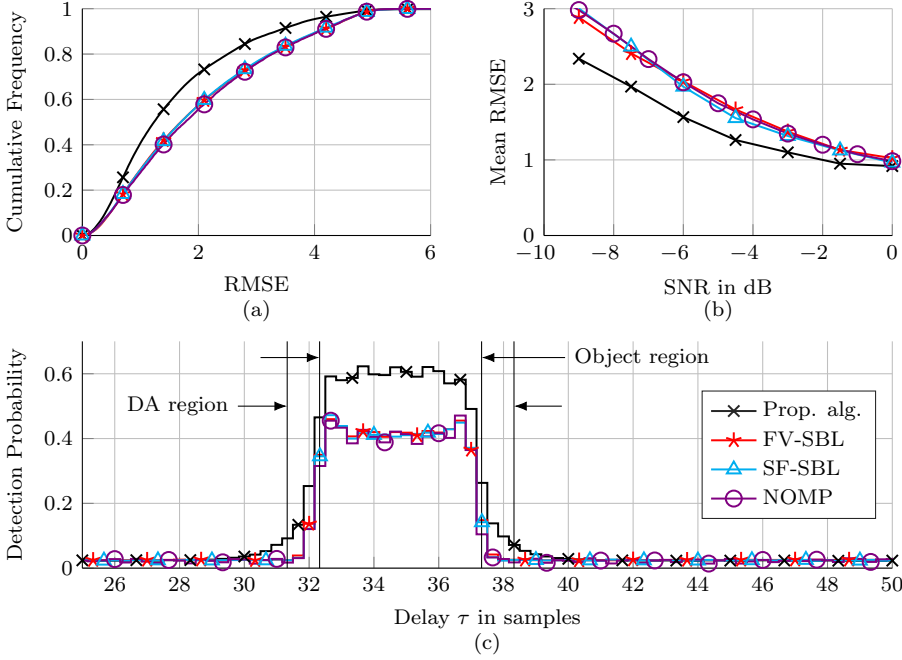 Cumulative Frequency
1
0.8
0.6
0.4
0.2
0
0 2 4 6
RMSE
(a)
Mean RMSE
3
2
1
0
−10 −8 −6 −4 −2 0
SNR in dB
(b)
Detection Probability
0.6
0.4
0.2
0
DA region
Object region
Prop. alg.
FV-SBL
SF-SBL
NOMP
26 28 30 32 34 36 38 40 42 44 46 48 50
Delay τ in samples
(c)